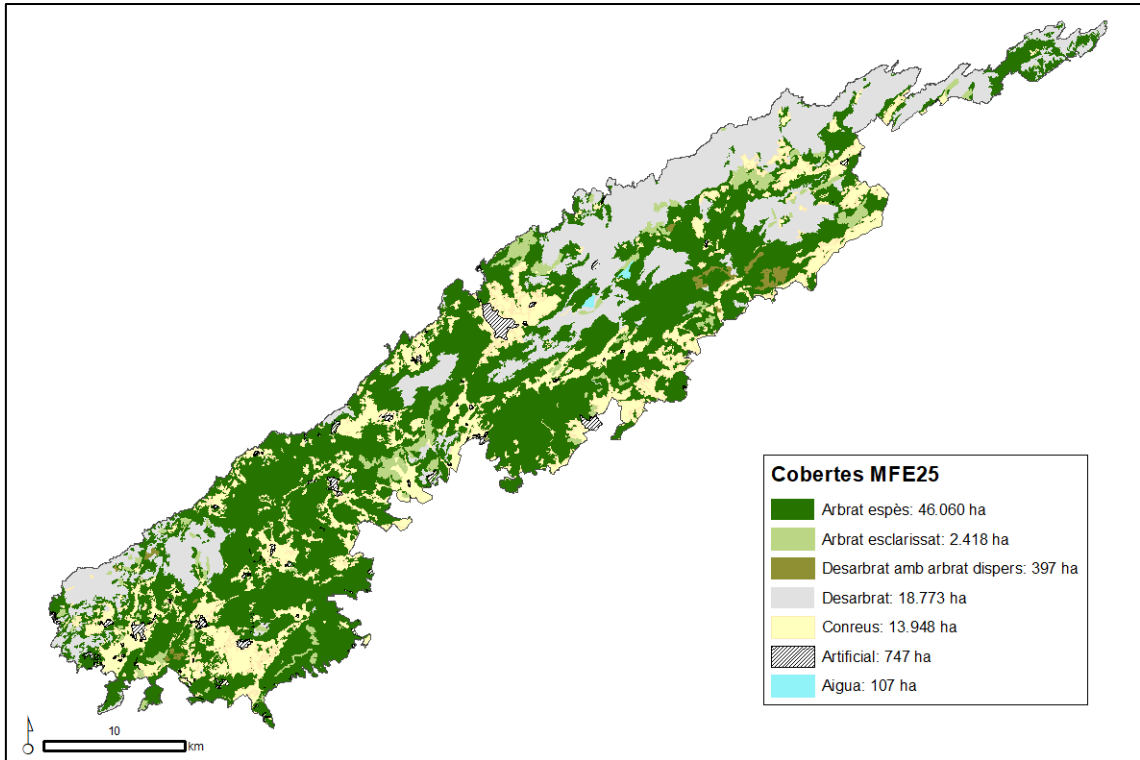 Cobertes MFE25
Arbrat espès: 46.060 ha
Arbrat esclarissat: 2.418 ha
Desarbrat amb arbrat dispers: 397 ha
Desarbrat: 18.773 ha
Conreus: 13.948 ha
Artificial: 747 ha
Aigua: 107 ha
10
km